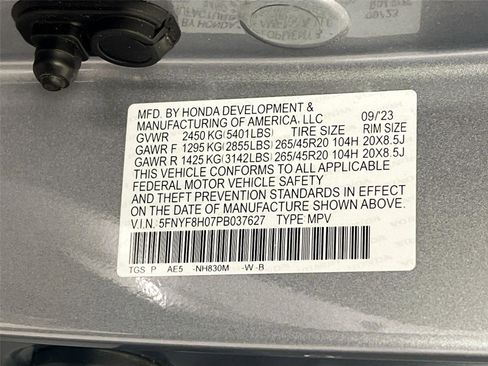 MFD. BY HONDA DEVELOPMENT &
MANUFACTURING OF AMERICA, LLC 09/23
GVWR 2450 KG(5401LBS) TIRE SIZE RIM SIZE
GAWR F 1295 KG(2855LBS) 265/45R20 104H 20X8.5J
GAWR R 1425 KG(3142LBS) 265/45R20 104H 20X8.5J
THIS VEHICLE CONFORMS TO ALL APPLICABLE
FEDERAL MOTOR VEHICLE SAFETY
AND THEFT PREVENTION STANDARDS IN EFFECT
ON THE DATE OF MANUFACTURE SHOWN ABOVE.
V.I.N. 5FNYF8H07PB037627 TYPE MPV
TGS P AE5 -NH830M -W -B